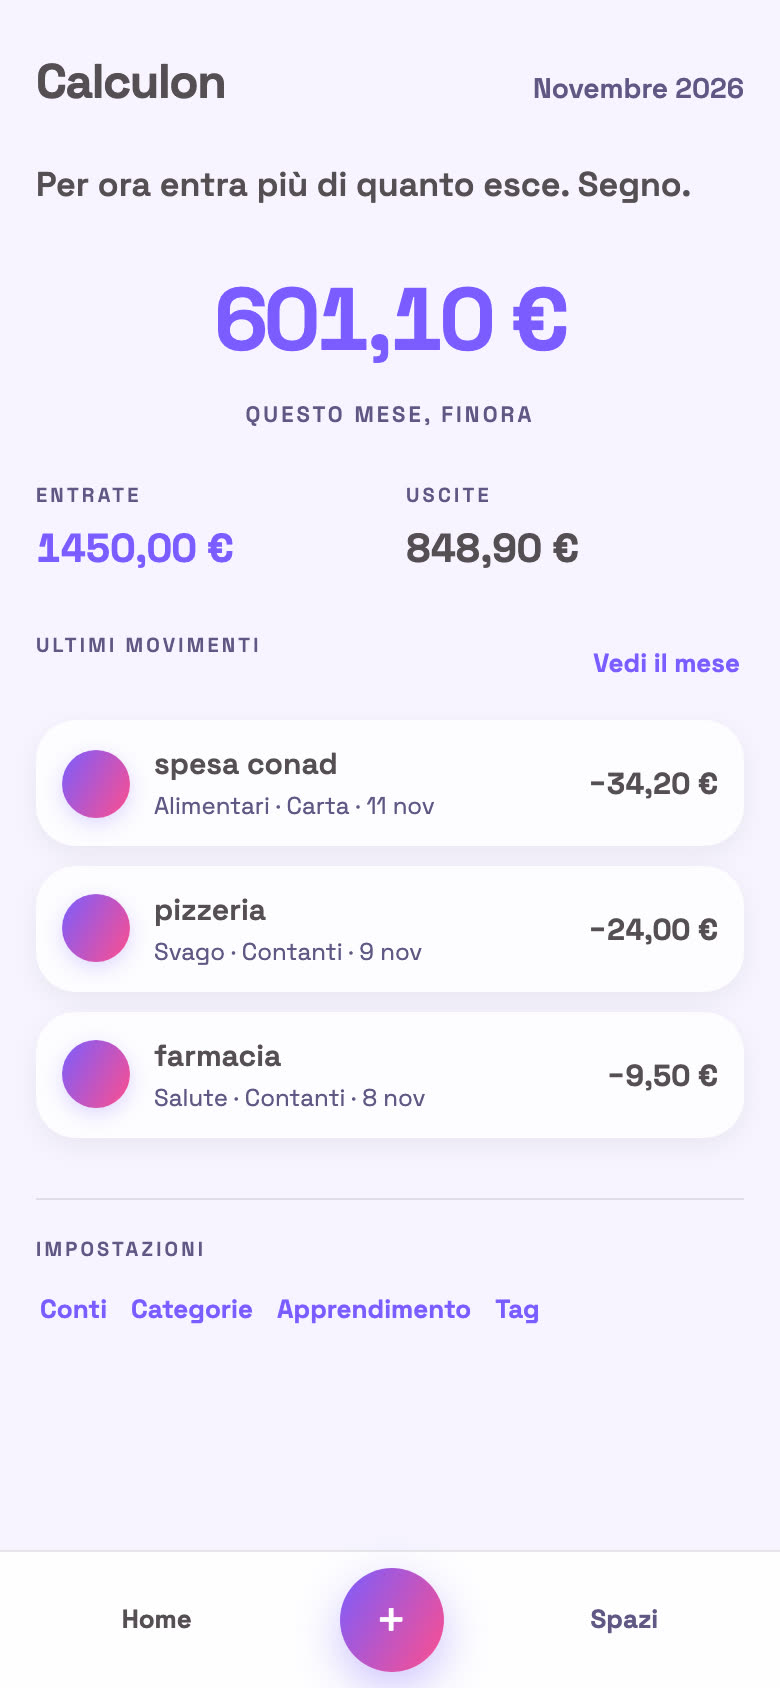 Calculon
Novembre 2026
Per ora entra più di quanto esce. Segno.
601,10 €
QUESTO MESE, FINORA
ENTRATE
USCITE
1450,00 €
848,90 €
ULTIMI MOVIMENTI
Vedi il mese
spesa conad
Alimentari · Carta · 11 nov
−34,20 €
pizzeria
Svago · Contanti · 9 nov
−24,00 €
farmacia
Salute · Contanti · 8 nov
−9,50 €
IMPOSTAZIONI
Conti Categorie Apprendimento Tag
Home + Spazi